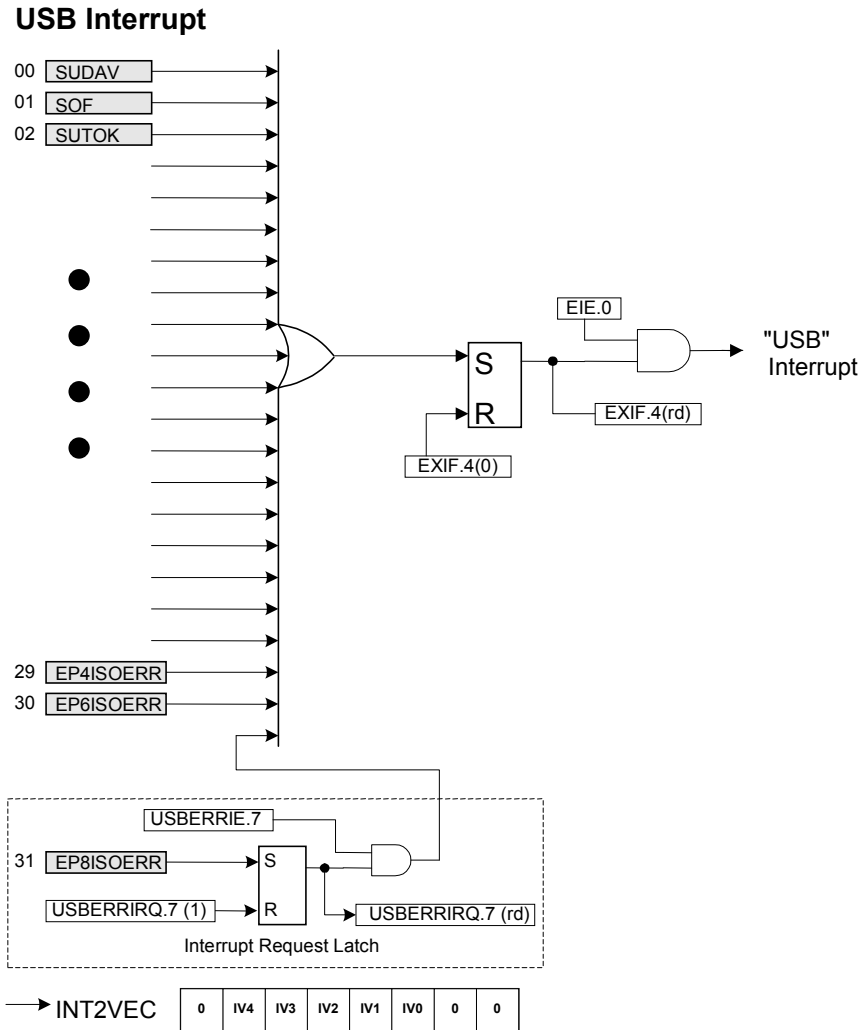 USB Interrupt
00 SUDAV
01 SOF
02 SUTOK
EIE.0
S
"USB"
Interrupt
R
EXIF.4(rd)
EXIF.4(0)
29 EP4ISOERR
30 EP6ISOERR
USBERRIE.7
31 EP8ISOERR S
USBERRIRQ.7 (1) R USBERRIRQ.7 (rd)
Interrupt Request Latch
INT2VEC 0 IV4 IV3 IV2 IV1 IV0 0 0